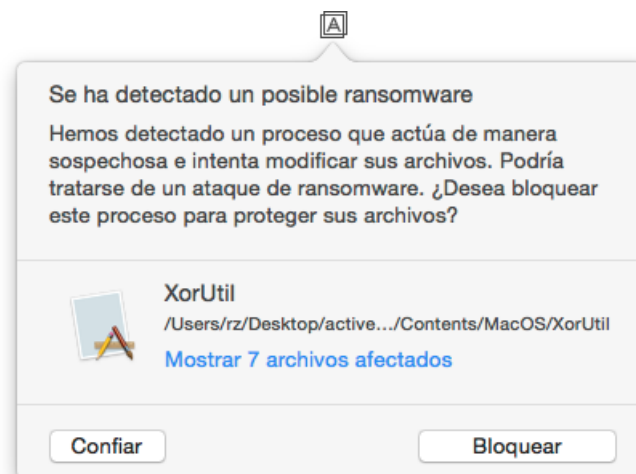 Se ha detectado un posible ransomware
Hemos detectado un proceso que actúa de manera
sospechosa e intenta modificar sus archivos. Podría
tratarse de un ataque de ransomware. ¿Desea bloquear
este proceso para proteger sus archivos?
XorUtil
/Users/rz/Desktop/active.../Contents/MacOS/XorUtil
Mostrar 7 archivos afectados
Confiar
Bloquear